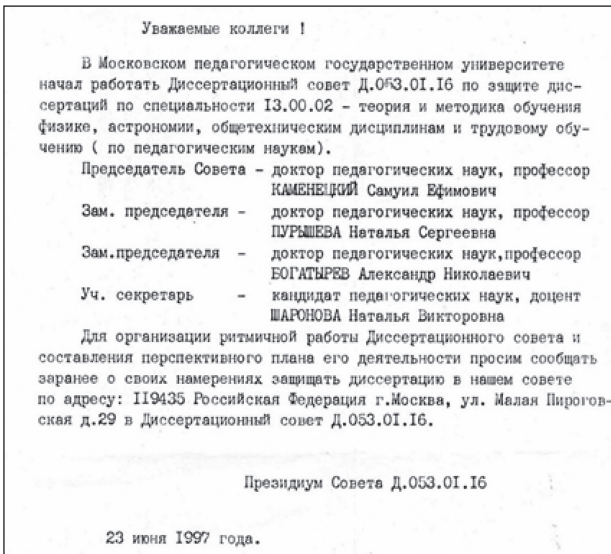 Уважаемые коллеги !
В Московском педагогическом государственном университете
начал работать Диссертационный совет Д.053.01.16 по защите дис-
сертаций по специальности 13.00.02 - теория и методика обучения
физике, астрономии, общетехническим дисциплинам и трудовому обу-
чению ( по педагогическим наукам).
Председатель Совета - доктор педагогических наук, профессор
КАМЕНЕЦКИЙ Самуил Ефимович
Зам. председателя - доктор педагогических наук, профессор
ПУРЫШЕВА Наталья Сергеевна
Зам.председателя - доктор педагогических наук,профессор
БОГАТЫРЕВ Александр Николаевич
Уч. секретарь - кандидат педагогических наук, доцент
ШАРОНОВА Наталья Викторовна
Для организации ритмичной работы Диссертационного совета и
составления перспективного плана его деятельности просим сообщать
заранее о своих намерениях защищать диссертацию в нашем совете
по адресу: 119435 Российская Федерация г.Москва, ул. Малая Пирогов-
ская д.29 в Диссертационный совет Д.053.01.16.
Президиум Совета Д.053.01.16
23 июня 1997 года.